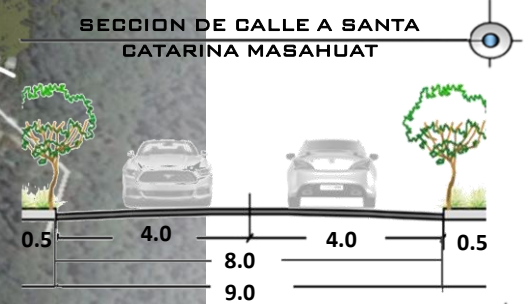 SECCION DE CALLE A SANTA
CATARINA MASAHUAT
0.5 4.0 4.0 0.5
8.0
9.0